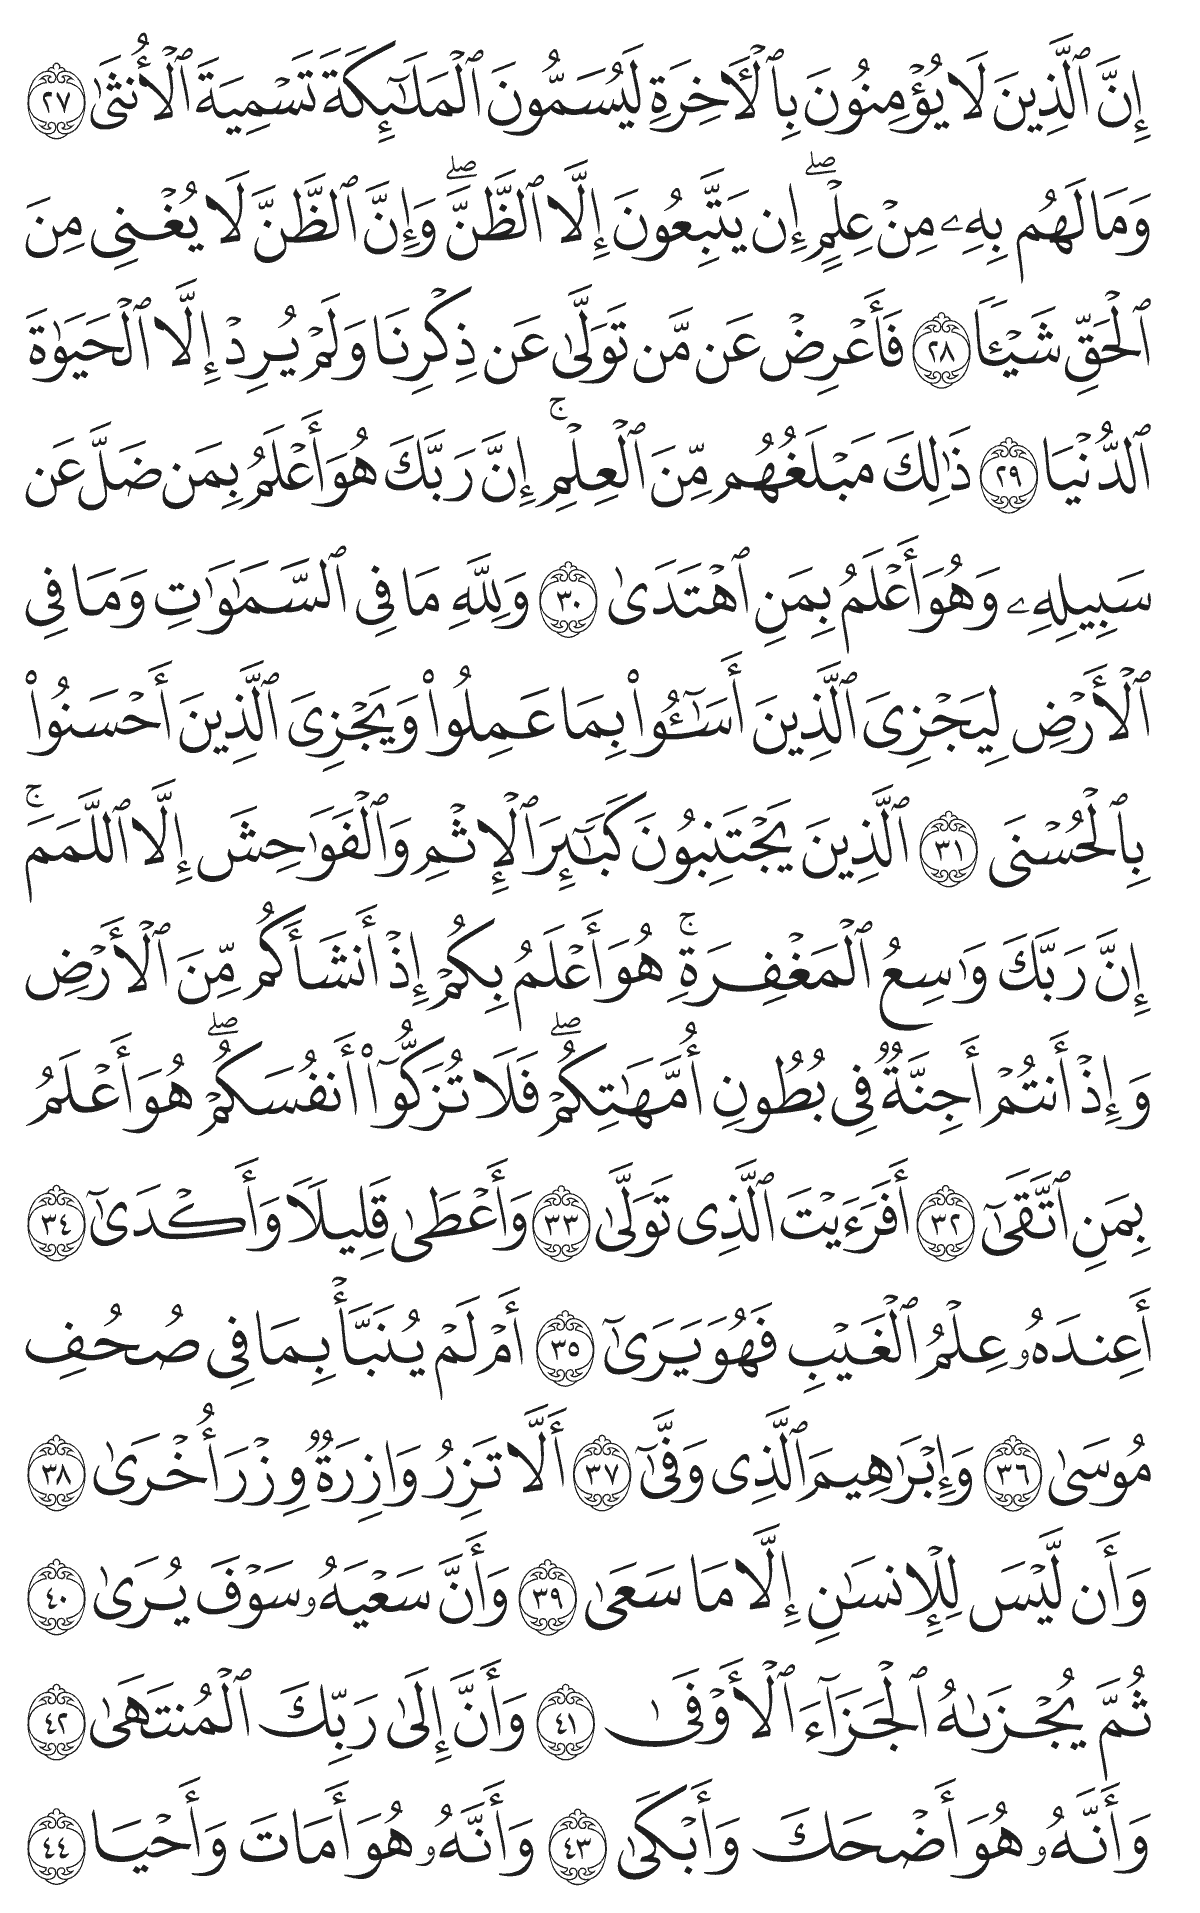 إِنَّ ٱلَّذِينَ لَا يُؤْمِنُونَ بِٱلْءَاخِرَةِ لَيُسَمُّونَ ٱلْمَلَـٰٓئِكَةَ تَسْمِيَةَ ٱلْأُنثَىٰ ٢٧
وَمَا لَهُم بِهِۦ مِنْ عِلْمٍ ۖ إِن يَتَّبِعُونَ إِلَّا ٱلظَّنَّ ۖ وَإِنَّ ٱلظَّنَّ لَا يُغْنِى مِنَ
ٱلْحَقِّ شَيْـًٔا ٢٨ فَأَعْرِضْ عَن مَّن تَوَلَّىٰ عَن ذِكْرِنَا وَلَمْ يُرِدْ إِلَّا ٱلْحَيَوٰةَ
ٱلدُّنْيَا ٢٩ ذَٰلِكَ مَبْلَغُهُم مِّنَ ٱلْعِلْمِ ۚ إِنَّ رَبَّكَ هُوَ أَعْلَمُ بِمَن ضَلَّ عَن
سَبِيلِهِۦ وَهُوَ أَعْلَمُ بِمَنِ ٱهْتَدَىٰ ٣٠ وَلِلَّهِ مَا فِى ٱلسَّمَـٰوَٰتِ وَمَا فِى
ٱلْأَرْضِ لِيَجْزِىَ ٱلَّذِينَ أَسَـٰٓـُٔوا۟ بِمَا عَمِلُوا۟ وَيَجْزِىَ ٱلَّذِينَ أَحْسَنُوا۟
بِٱلْحُسْنَى ٣١ ٱلَّذِينَ يَجْتَنِبُونَ كَبَـٰٓئِرَ ٱلْإِثْمِ وَٱلْفَوَٰحِشَ إِلَّا ٱللَّمَمَ ۚ
إِنَّ رَبَّكَ وَٰسِعُ ٱلْمَغْفِرَةِ ۚ هُوَ أَعْلَمُ بِكُمْ إِذْ أَنشَأَكُم مِّنَ ٱلْأَرْضِ
وَإِذْ أَنتُمْ أَجِنَّةٌ فِى بُطُونِ أُمَّهَـٰتِكُمْ ۖ فَلَا تُزَكُّوٓا۟ أَنفُسَكُمْ ۖ هُوَ أَعْلَمُ
بِمَنِ ٱتَّقَىٰٓ ٣٢ أَفَرَءَيْتَ ٱلَّذِى تَوَلَّىٰ ٣٣ وَأَعْطَىٰ قَلِيلًا وَأَكْدَىٰٓ ٣٤
أَعِندَهُۥ عِلْمُ ٱلْغَيْبِ فَهُوَ يَرَىٰٓ ٣٥ أَمْ لَمْ يُنَبَّأْ بِمَا فِى صُحُفِ
مُوسَىٰ ٣٦ وَإِبْرَٰهِيمَ ٱلَّذِى وَفَّىٰٓ ٣٧ أَلَّا تَزِرُ وَازِرَةٌ وِزْرَ أُخْرَىٰ ٣٨
وَأَن لَّيْسَ لِلْإِنسَـٰنِ إِلَّا مَا سَعَىٰ ٣٩ وَأَنَّ سَعْيَهُۥ سَوْفَ يُرَىٰ ٤٠
ثُمَّ يُجْزَىٰهُ ٱلْجَزَآءَ ٱلْأَوْفَىٰ ٤١ وَأَنَّ إِلَىٰ رَبِّكَ ٱلْمُنتَهَىٰ ٤٢
وَأَنَّهُۥ هُوَ أَضْحَكَ وَأَبْكَىٰ ٤٣ وَأَنَّهُۥ هُوَ أَمَاتَ وَأَحْيَا ٤٤